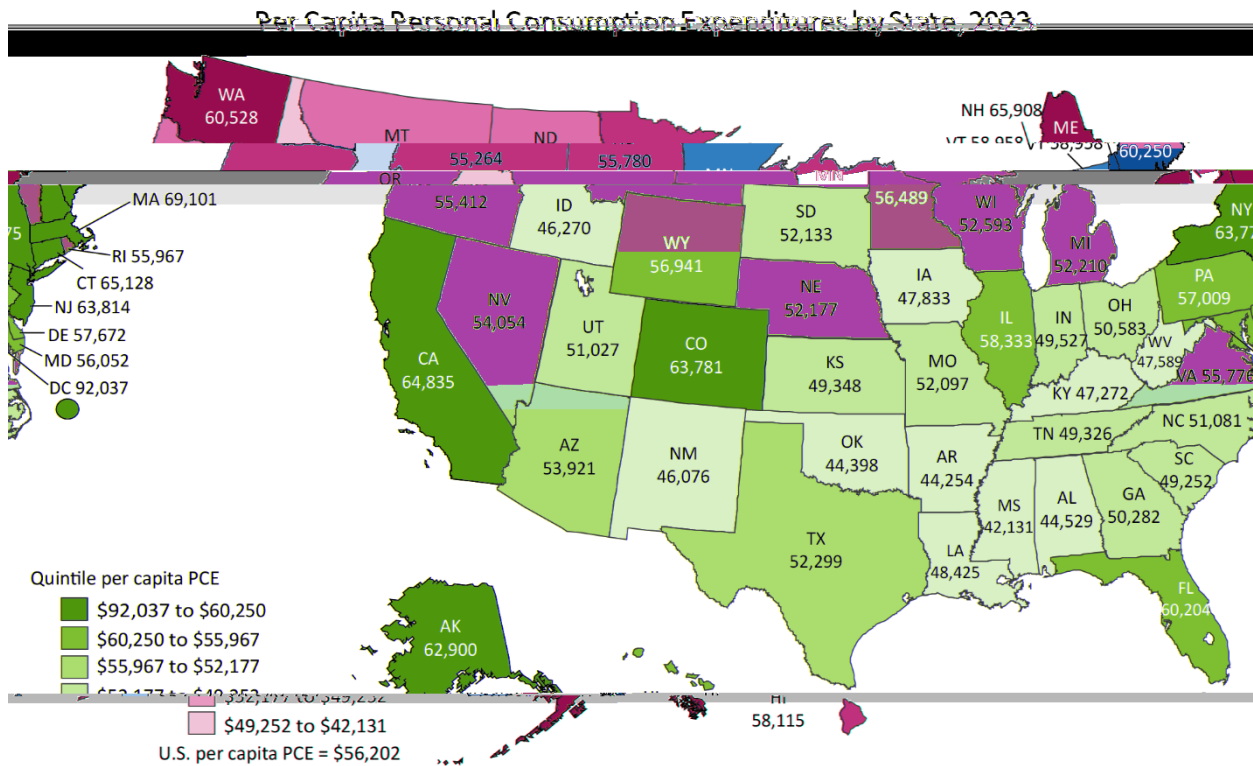 Per Capita Personal Consumption Expenditures by State, 2023
WA
60,528
MT
55,264
ND
55,780
MN
56,489
NH 65,908
VT 58,958
ME
60,250
OR
55,412
ID
46,270
WY
56,941
SD
52,133
WI
52,593
MI
52,210
NY
PA
57,009
MA 69,101
RI 55,967
CT 65,128
NJ 63,814
DE 57,672
MD 56,052
DC 92,037
NV
54,054
UT
51,027
CO
63,781
NE
52,177
IA
47,833
IL
58,333
IN
49,527
OH
50,583
WV
47,589
VA 55,776
CA
64,835
KS
49,348
MO
52,097
KY 47,272
AZ
53,921
NM
46,076
OK
44,398
AR
44,254
TN 49,326
NC 51,081
SC
49,252
MS
42,131
AL
44,529
GA
50,282
TX
52,299
LA
48,425
FL
60,204
AK
62,900
HI
58,115
Quintile per capita PCE
$92,037 to $60,250
$60,250 to $55,967
$55,967 to $52,177
$52,177 to $49,252
$49,252 to $42,131
U.S. per capita PCE = $56,202